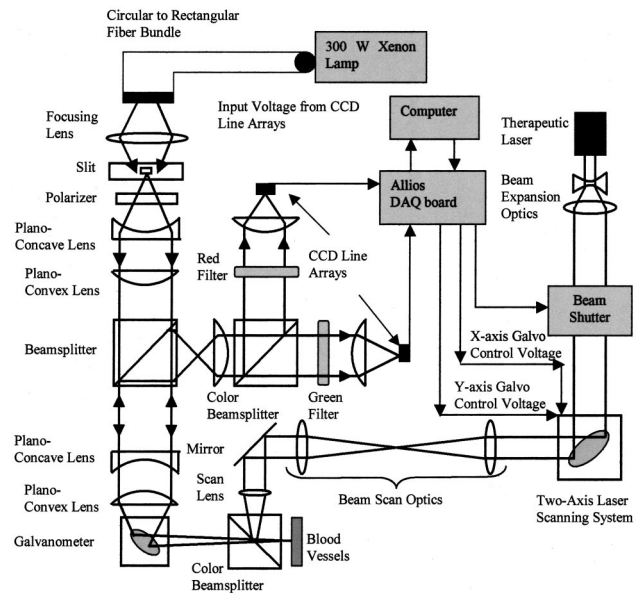 Circular to Rectangular
Fiber Bundle
300 W Xenon
Lamp
Input Voltage from CCD
Line Arrays
Computer
Therapeutic
Laser
Focusing
Lens
Slit
Allios
DAQ board
Beam
Expansion
Optics
Polarizer
Plano-
Concave Lens
Red
Filter
CCD Line
Arrays
Plano-
Convex Lens
Beam
Shutter
Beamsplitter
X-axis Galvo
Control Voltage
Color
Beamsplitter
Green
Filter
Y-axis Galvo
Control Voltage
Plano-
Concave Lens
Mirror
Scan
Lens
Beam Scan Optics
Plano-
Convex Lens
Two-Axis Laser
Scanning System
Galvanometer
Blood
Vessels
Color
Beamsplitter